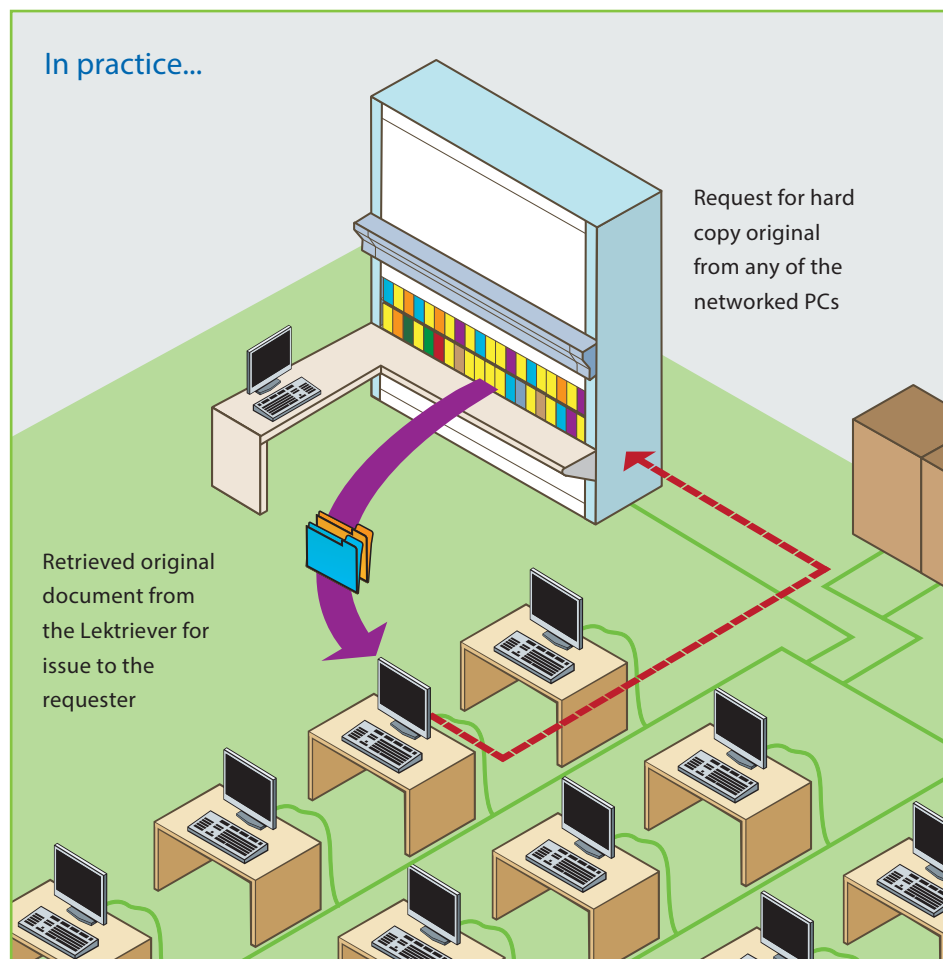 In practice...
Request for hard
copy original
from any of the
networked PCs
Retrieved original
document from
the Lektriever for
issue to the
requester